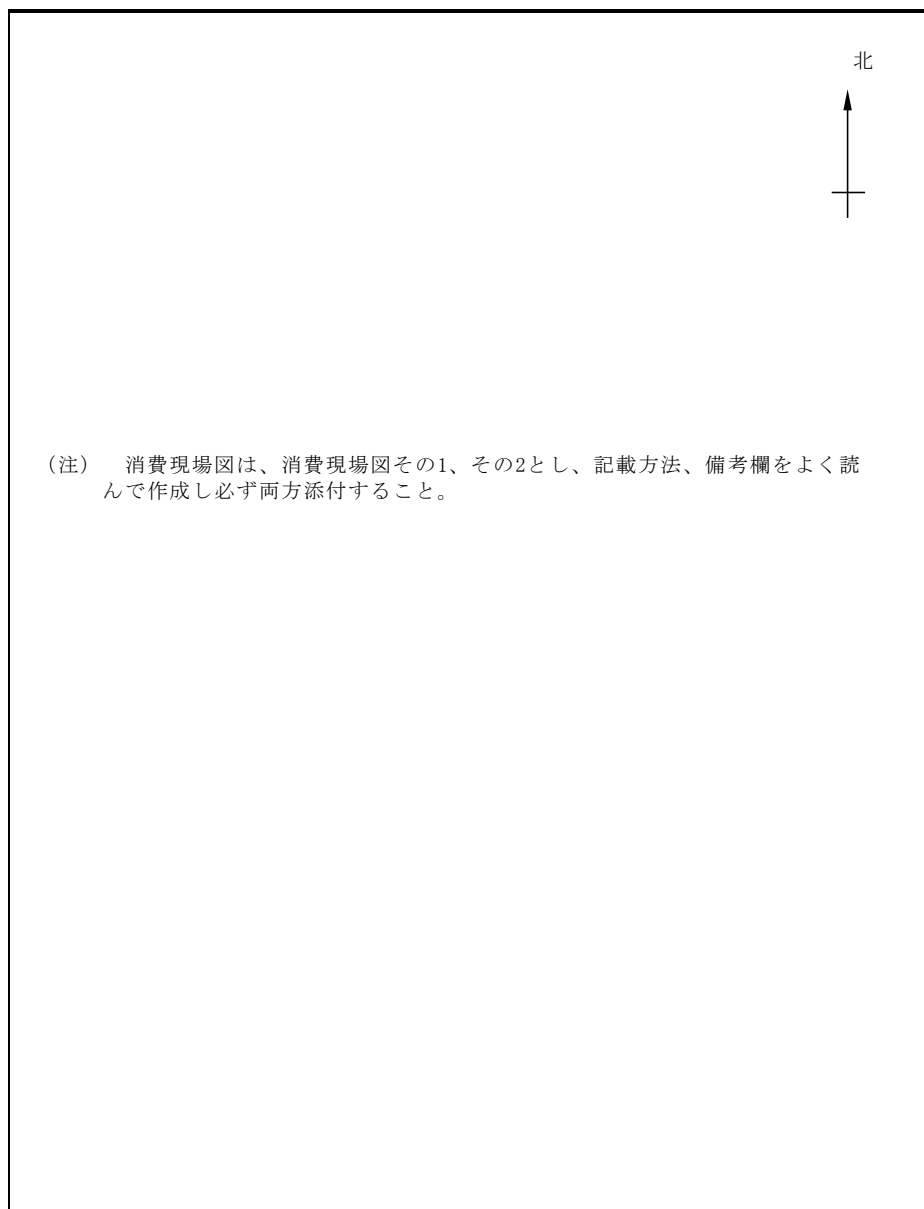 北
（注）　消費現場図は、消費現場図その1、その2とし、記載方法、備考欄をよく読
んで作成し必ず両方添付すること。